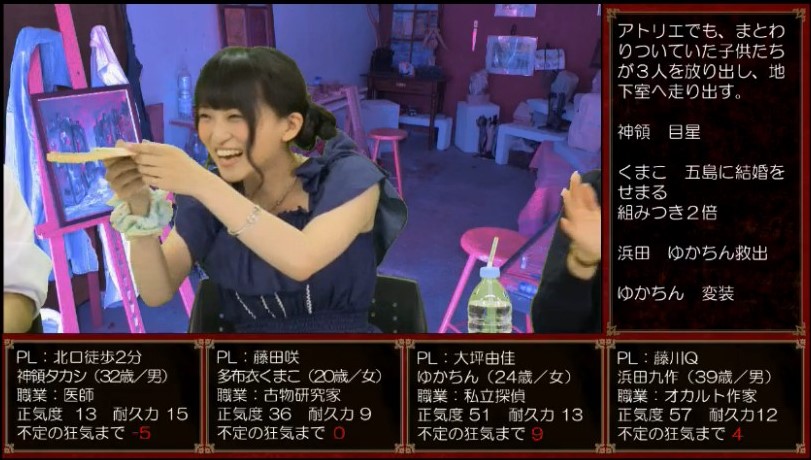 アトリエでも、まとわ
りついていた子供たち
が3人を放り出し、地
下室へ走り出す。
神領　目星
くまこ　五島に結婚を
せまる
組みつき2倍
浜田　ゆかちん救出
ゆかちん　変装
PL：北口徒歩2分
神領タカシ（32歳／男）
職業：医師
正気度 13　耐久力 15
不定の狂気まで -5
PL：藤田咲
多布衣くまこ（20歳／女）
職業：古物研究家
正気度 36　耐久力 9
不定の狂気まで 0
PL：大坪由佳
ゆかちん（24歳／女）
職業：私立探偵
正気度 51　耐久力 13
不定の狂気まで 9
PL：藤川Q
浜田九作（39歳／男）
職業：オカルト作家
正気度 57　耐久力12
不定の狂気まで 4